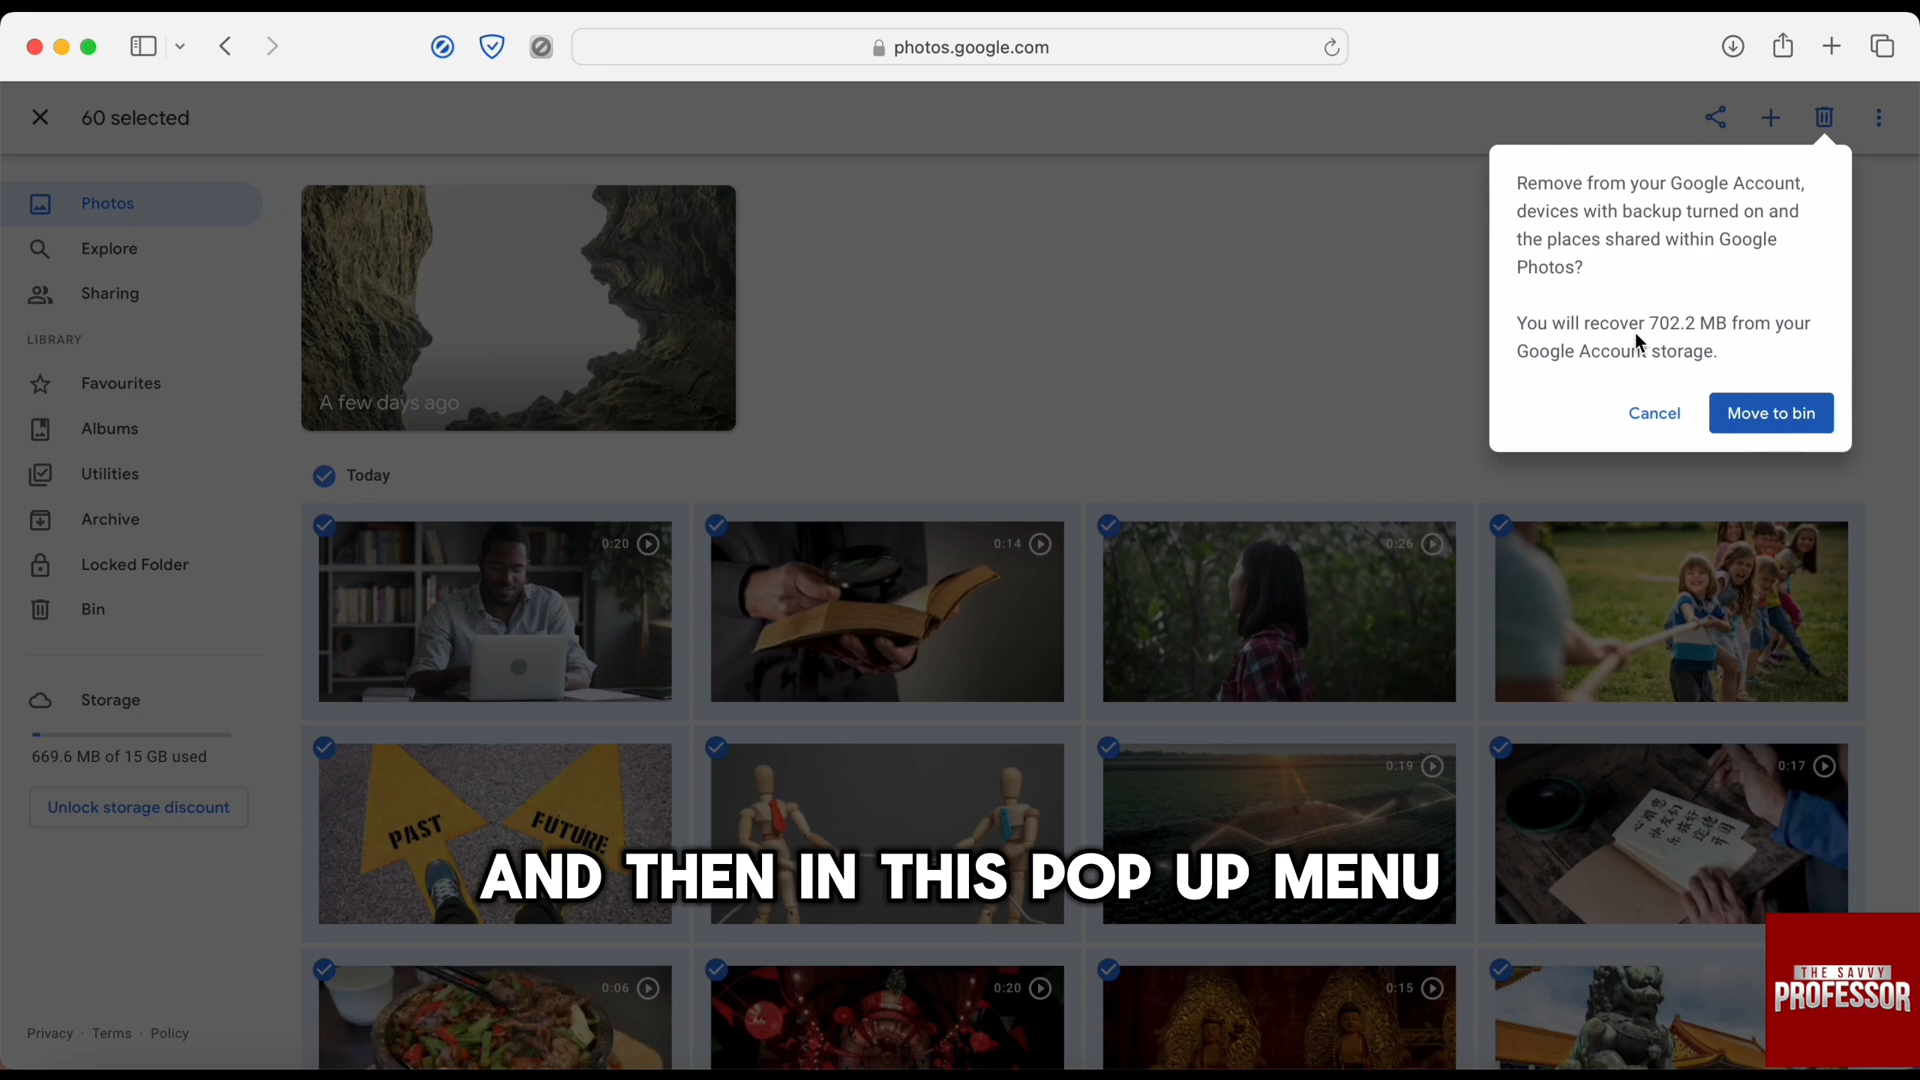 photos.google.com
60 selected
Remove from your Google Account,
devices with backup turned on and
the places shared within Google
Photos?
You will recover 702.2 MB from your
Google Account storage.
Cancel
Move to bin
Photos
Explore
Sharing
LIBRARY
Favourites
Albums
Utilities
Archive
Locked Folder
Bin
Storage
669.6 MB of 15 GB used
Unlock storage discount
Privacy · Terms · Policy
A few days ago
Today
0:20
0:14
0:26
PAST
FUTURE
0:19
0:17
AND THEN IN THIS POP UP MENU
0:06
0:20
0:15
THE SAVVY
PROFESSOR